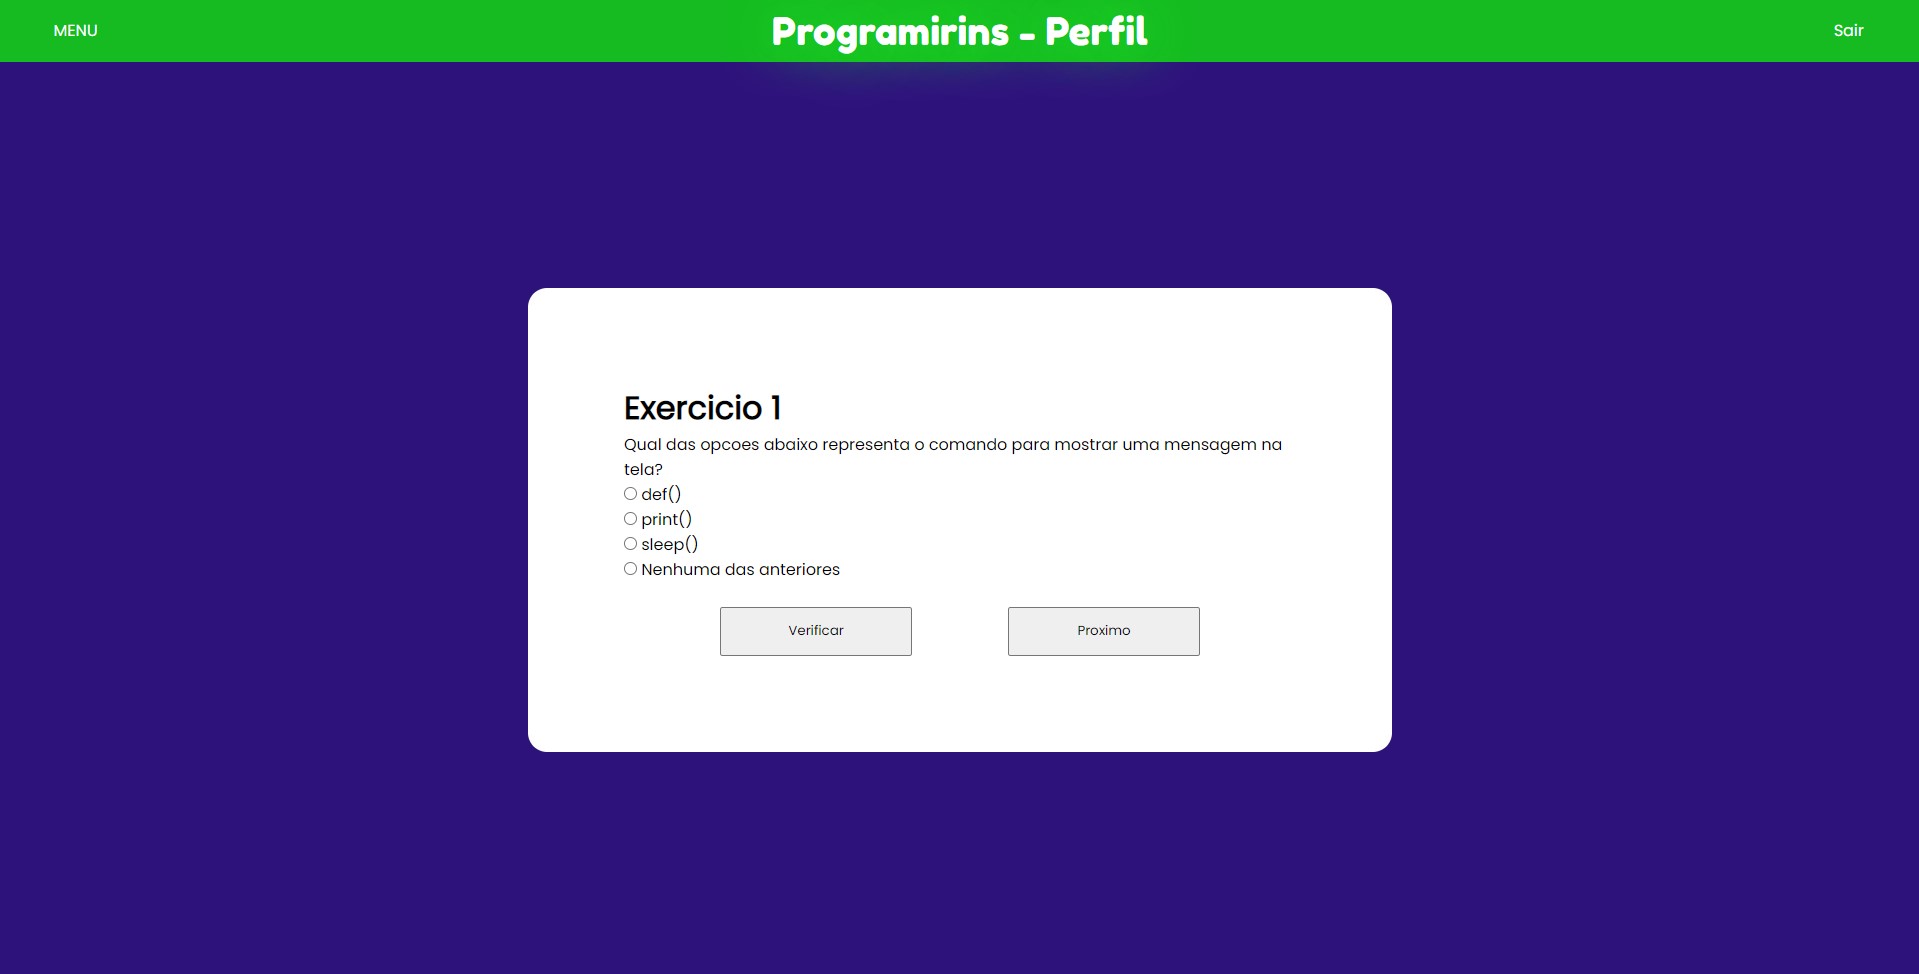 MENU
Programirins - Perfil
Sair
Exercicio 1
Qual das opcoes abaixo representa o comando para mostrar uma mensagem na
tela?
def()
print()
sleep()
Nenhuma das anteriores
Verificar
Proximo